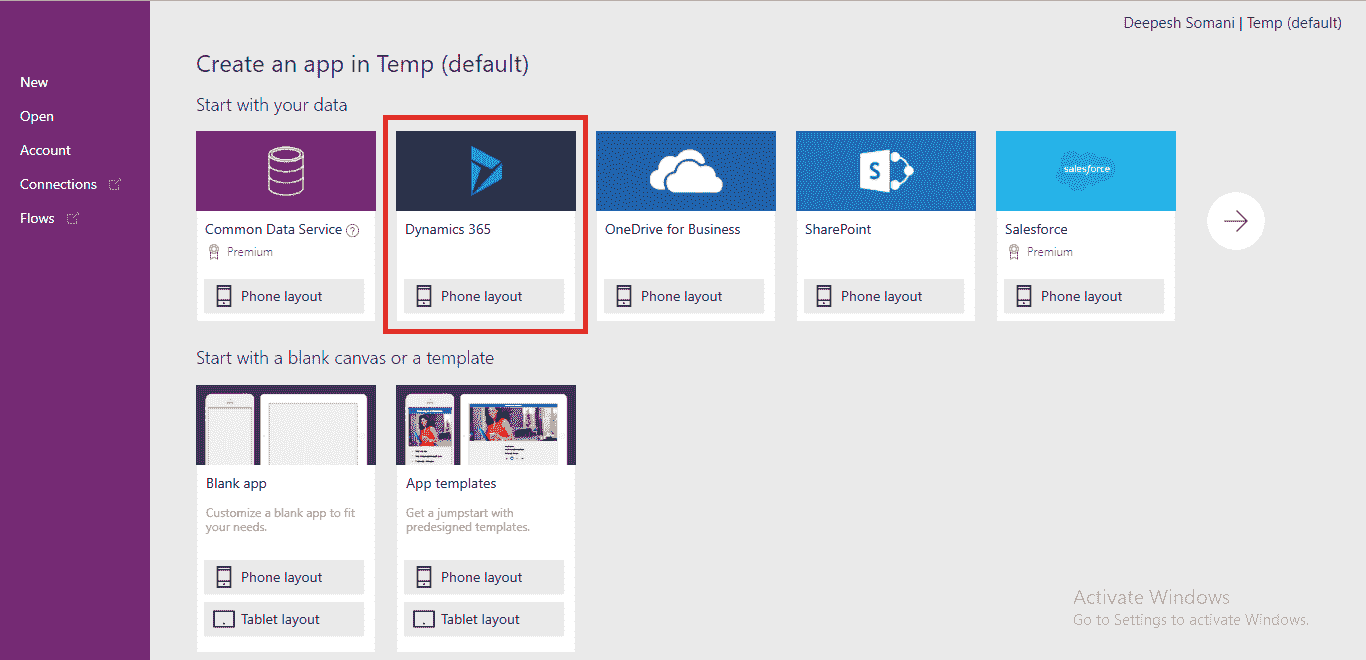 Deepesh Somani | Temp (default)
New
Open
Account
Connections
Flows
Create an app in Temp (default)
Start with your data
Common Data Service ?
Premium
Phone layout
Dynamics 365
Phone layout
OneDrive for Business
Phone layout
S
SharePoint
Phone layout
salesforce
Salesforce
Premium
Phone layout
Start with a blank canvas or a template
Blank app
Customize a blank app to fit
your needs.
Phone layout
Tablet layout
App templates
Get a jumpstart with
predesigned templates.
Phone layout
Tablet layout
Activate Windows
Go to Settings to activate Windows.